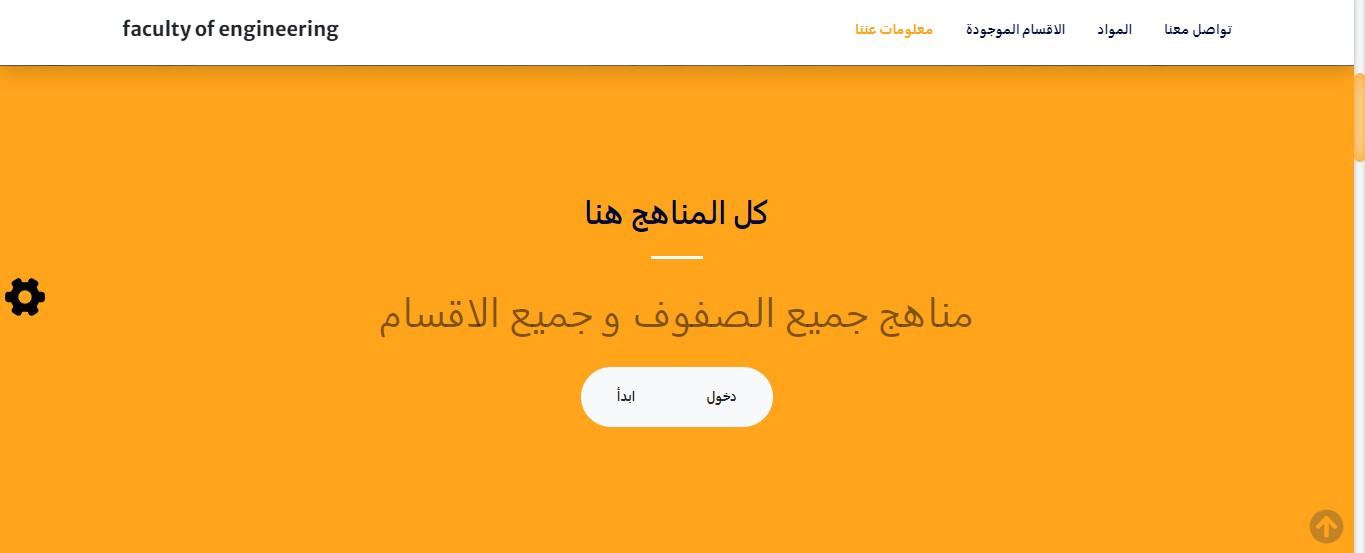 faculty of engineering
تواصل معنا
المواد
الاقسام الموجودة
معلومات عننا
كل المناهج هنا
مناهج جميع الصفوف و جميع الاقسام
دخول
ابدأ